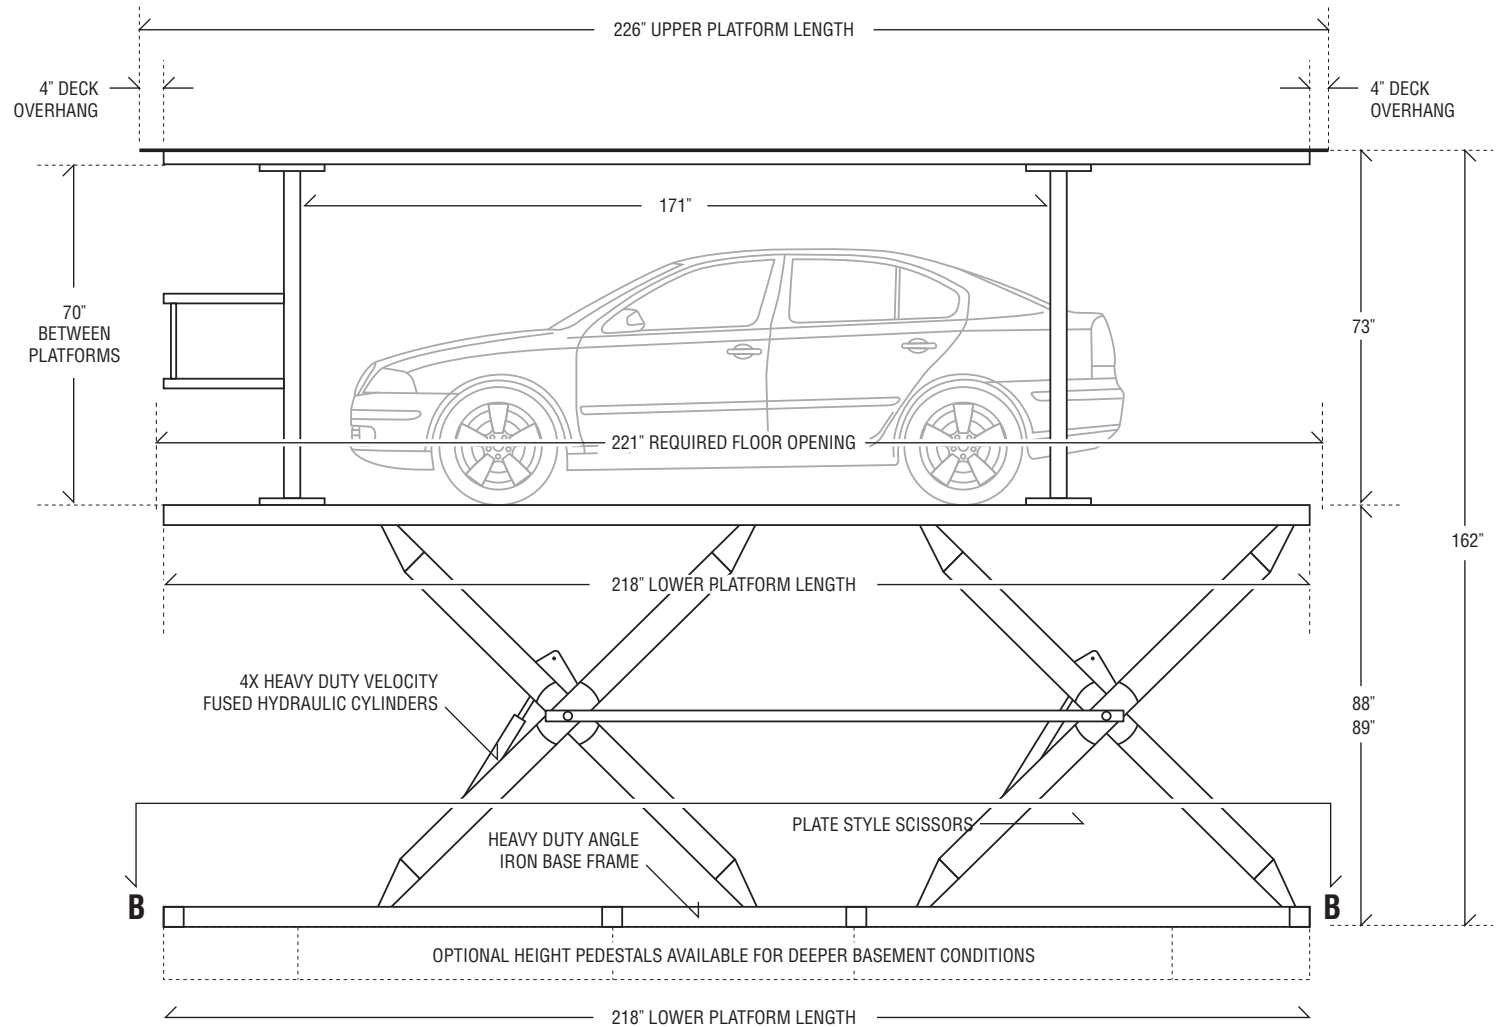 226" UPPER PLATFORM LENGTH
4" DECK
OVERHANG
4" DECK
OVERHANG
171"
70"
BETWEEN
PLATFORMS
73"
221" REQUIRED FLOOR OPENING
162"
218" LOWER PLATFORM LENGTH
4X HEAVY DUTY VELOCITY
FUSED HYDRAULIC CYLINDERS
88"
89"
PLATE STYLE SCISSORS
HEAVY DUTY ANGLE
IRON BASE FRAME
B
B
OPTIONAL HEIGHT PEDESTALS AVAILABLE FOR DEEPER BASEMENT CONDITIONS
218" LOWER PLATFORM LENGTH